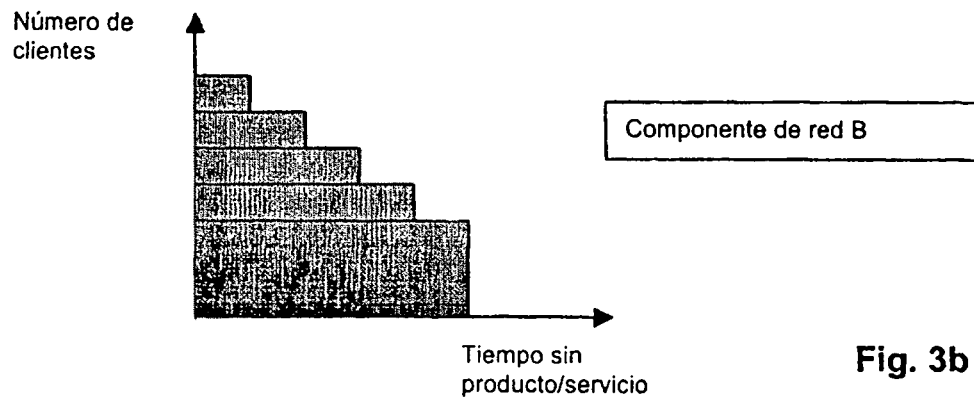 Número de
clientes
Componente de red B
Tiempo sin
producto/servicio
Fig. 3b